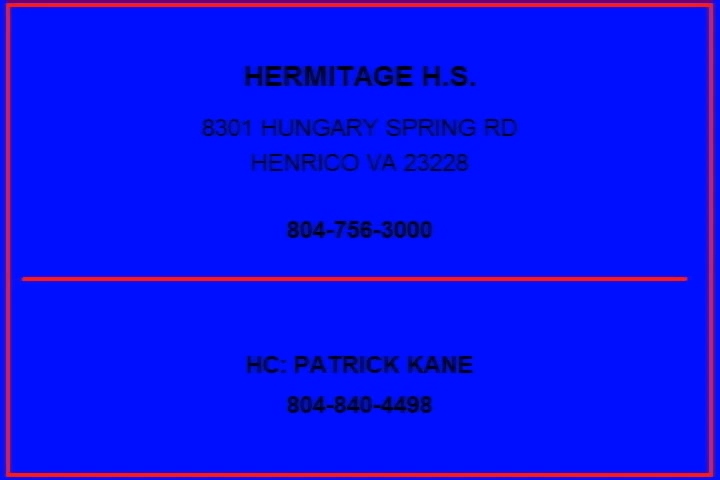 HERMITAGE H.S.
8301 HUNGARY SPRING RD
HENRICO VA 23228
804-756-3000
HC: PATRICK KANE
804-840-4498